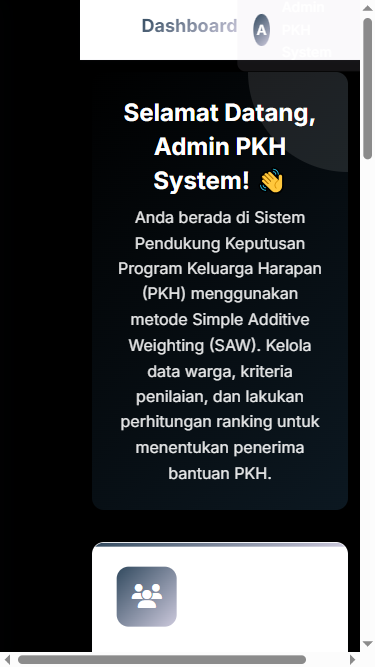 Dashboard
A
Admin
PKH
System
Selamat Datang,
Admin PKH
System! 👋
Anda berada di Sistem
Pendukung Keputusan
Program Keluarga Harapan
(PKH) menggunakan
metode Simple Additive
Weighting (SAW). Kelola
data warga, kriteria
penilaian, dan lakukan
perhitungan ranking untuk
menentukan penerima
bantuan PKH.